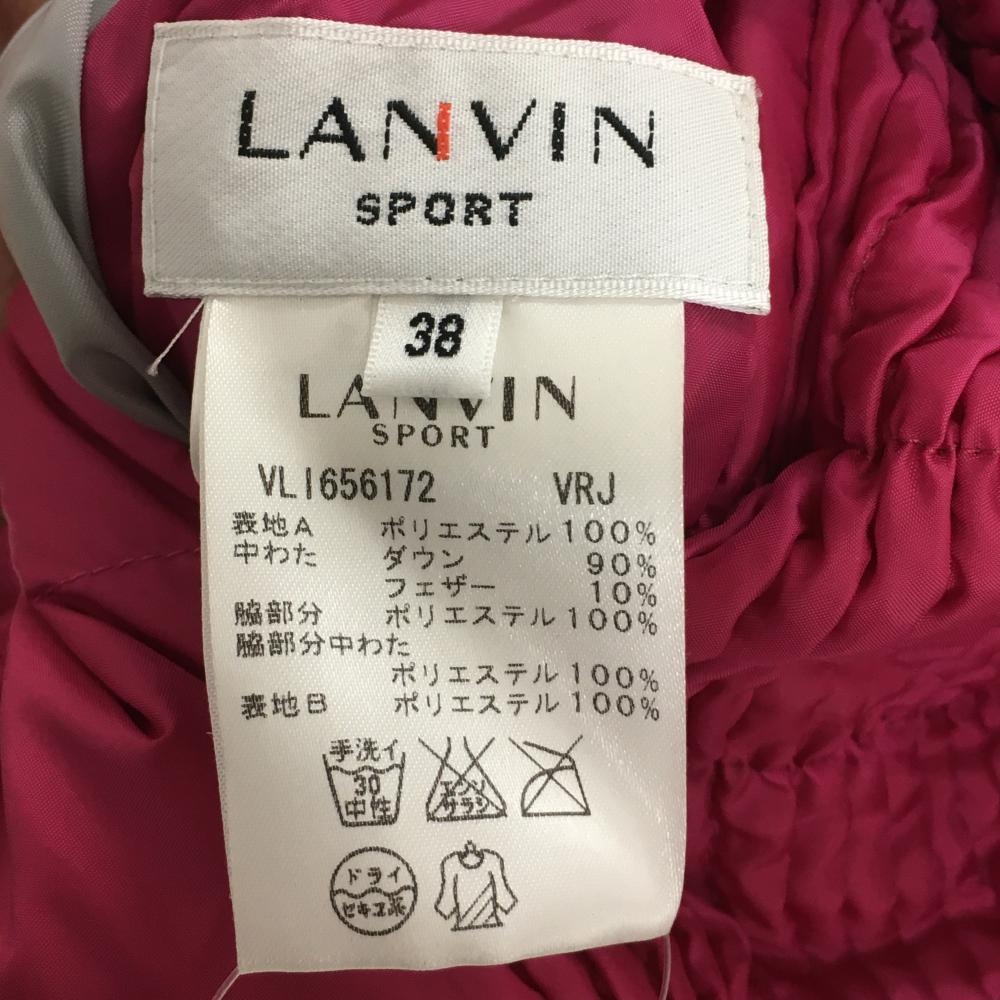 LANVIN
SPORT
38
LANVIN
SPORT
VLI656172 VRJ
表地A ポリエステル100%
中わた ダウン 90%
フェザー 10%
脇部分 ポリエステル100%
脇部分中わた
ポリエステル100%
表地B ポリエステル100%
手洗イ
30
中性
エンソ
サラシ
ドライ
セキユ系